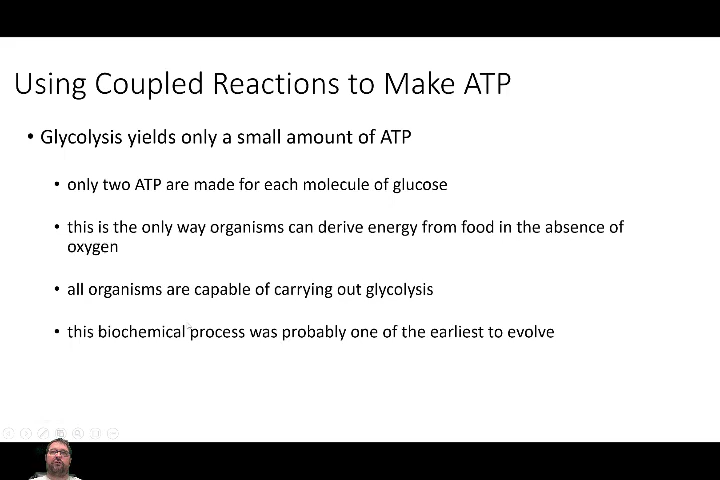 Using Coupled Reactions to Make ATP
• Glycolysis yields only a small amount of ATP
• only two ATP are made for each molecule of glucose
• this is the only way organisms can derive energy from food in the absence of
oxygen
• all organisms are capable of carrying out glycolysis
• this biochemical process was probably one of the earliest to evolve